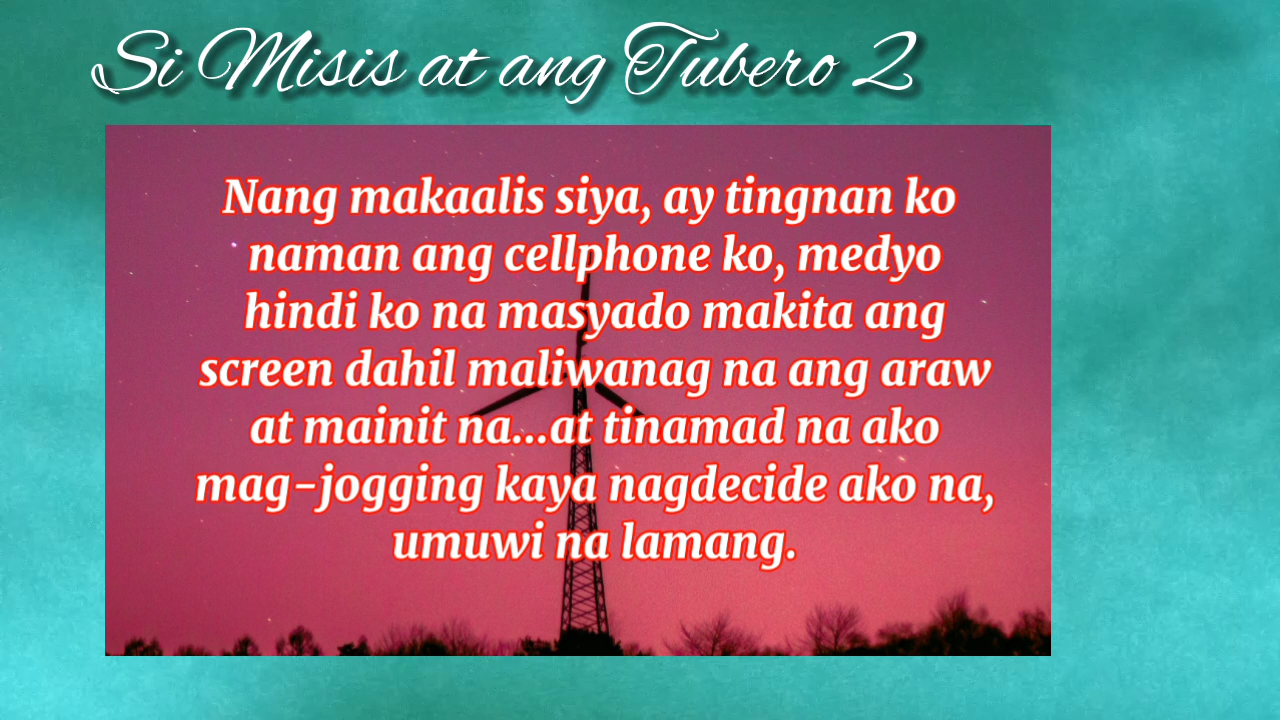 Si Misis at ang Tubero 2
Nang makaalis siya, ay tingnan ko
naman ang cellphone ko, medyo
hindi ko na masyado makita ang
screen dahil maliwanag na ang araw
at mainit na...at tinamad na ako
mag-jogging kaya nagdecide ako na,
umuwi na lamang.